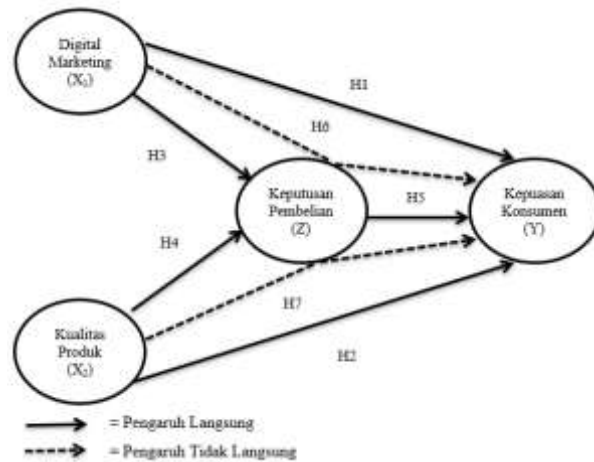 Digital
Marketing
(X₁)
H1
H6
H3
Keputusan
Pembelian
(Z)
H5
Kepuasan
Konsumen
(Y)
H4
H7
Kualitas
Produk
(X₂)
H2
= Pengaruh Langsung
= Pengaruh Tidak Langsung